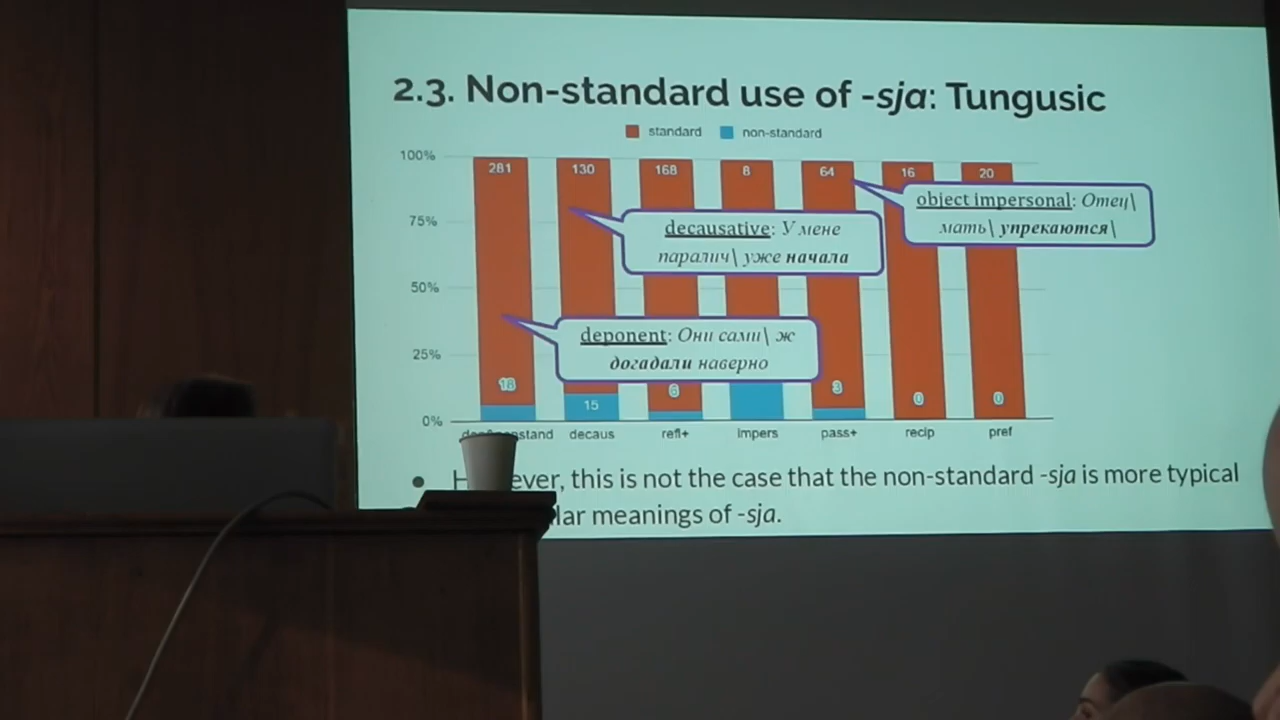 2.3. Non-standard use of -sja: Tungusic
standard non-standard
100%
75%
50%
25%
0%
281 130 168 8 64 16 20
object impersonal: Отец\
мать\ упрекаются\
decausative: У мене
паралич\ уже начала
deponent: Они сами\ ж
догадали наверно
18 15 6 3 0 0
decaus refl+ impers pass+ recip pref
this is not the case that the non-standard -sja is more typical
meanings of -sja.